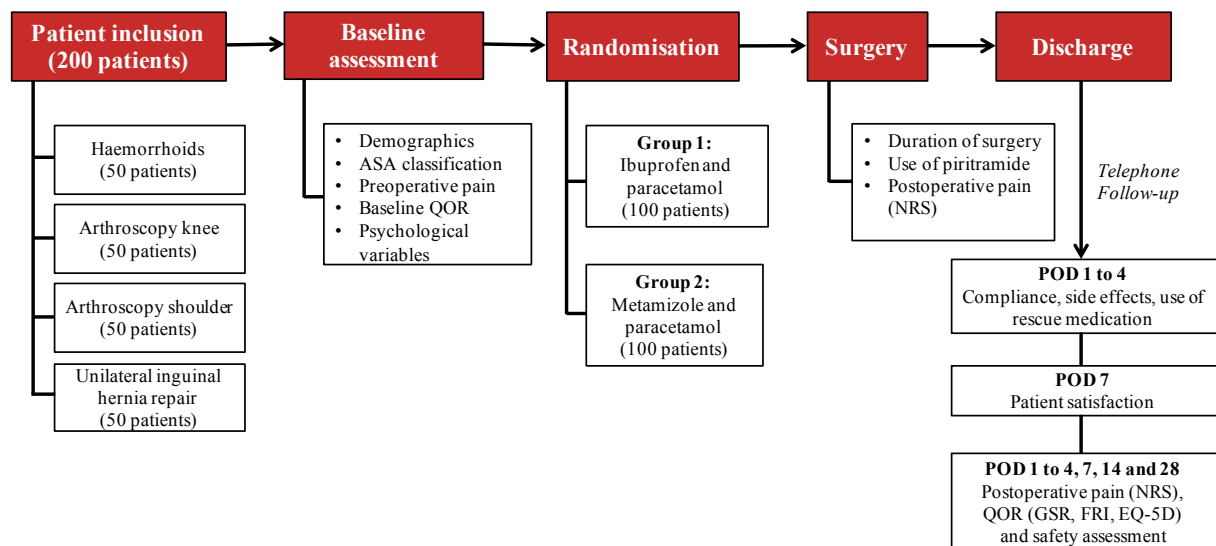 Patient inclusion
(200 patients)
Haemorrhoids
(50 patients)
Arthroscopy knee
(50 patients)
Arthroscopy shoulder
(50 patients)
Unilateral inguinal
hernia repair
(50 patients)
Baseline
assessment
• Demographics
• ASA classification
• Preoperative pain
• Baseline QOR
• Psychological
variables
Randomisation
Group 1:
Ibuprofen and
paracetamol
(100 patients)
Group 2:
Metamizole and
paracetamol
(100 patients)
Surgery
• Duration of surgery
• Use of piritramide
• Postoperative pain
(NRS)
Discharge
Telephone
Follow-up
POD 1 to 4
Compliance, side effects, use of
rescue medication
POD 7
Patient satisfaction
POD 1 to 4, 7, 14 and 28
Postoperative pain (NRS),
QOR (GSR, FRI, EQ-5D)
and safety assessment